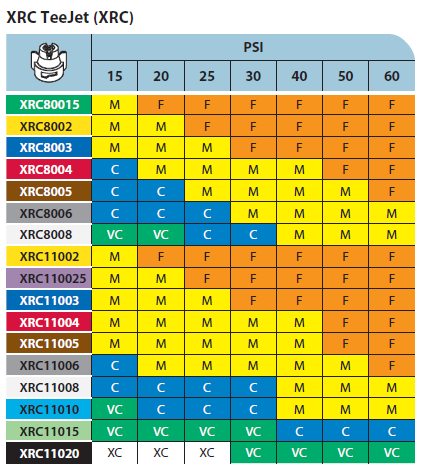 XRC TeeJet (XRC)
PSI
15 20 25 30 40 50 60
XRC80015 M F F F F F F
XRC8002 M M F F F F F
XRC8003 M M M F F F F
XRC8004 C M M M M F F
XRC8005 C C M M M M F
XRC8006 C C C M M M M
XRC8008 VC VC C C M M M
XRC11002 M F F F F F F
XRC110025 M M F F F F F
XRC11003 M M M F F F F
XRC11004 M M M M M F F
XRC11005 M M M M M F F
XRC11006 C M M M M M F
XRC11008 C C C C M M M
XRC11010 VC C C C M M M
XRC11015 VC VC VC VC C C C
XRC11020 XC XC XC VC VC VC VC